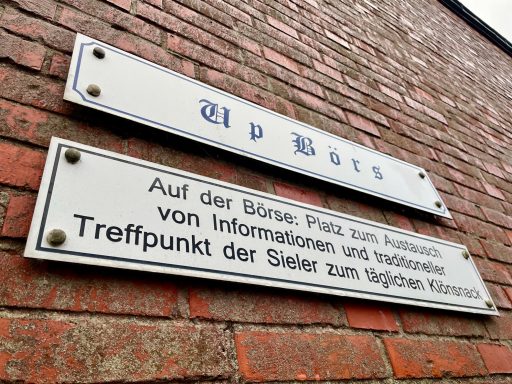 Up Börs
Auf der Börse: Platz zum Austausch
von Informationen und traditioneller
Treffpunkt der Sieler zum täglichen Klönsnack